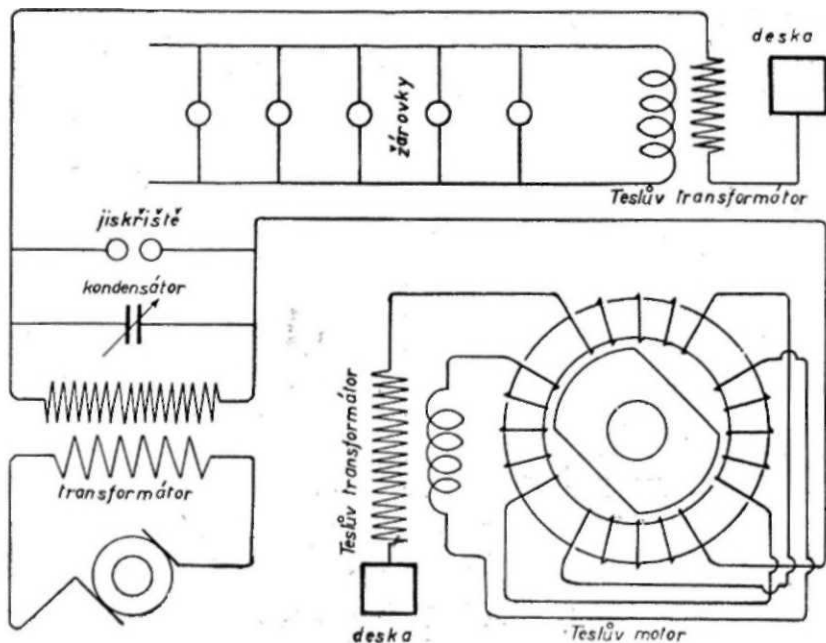 deska
žárovky
Teslův transformátor
jiskřiště
kondensátor
transformátor
Teslův transformátor
deska
Teslův motor